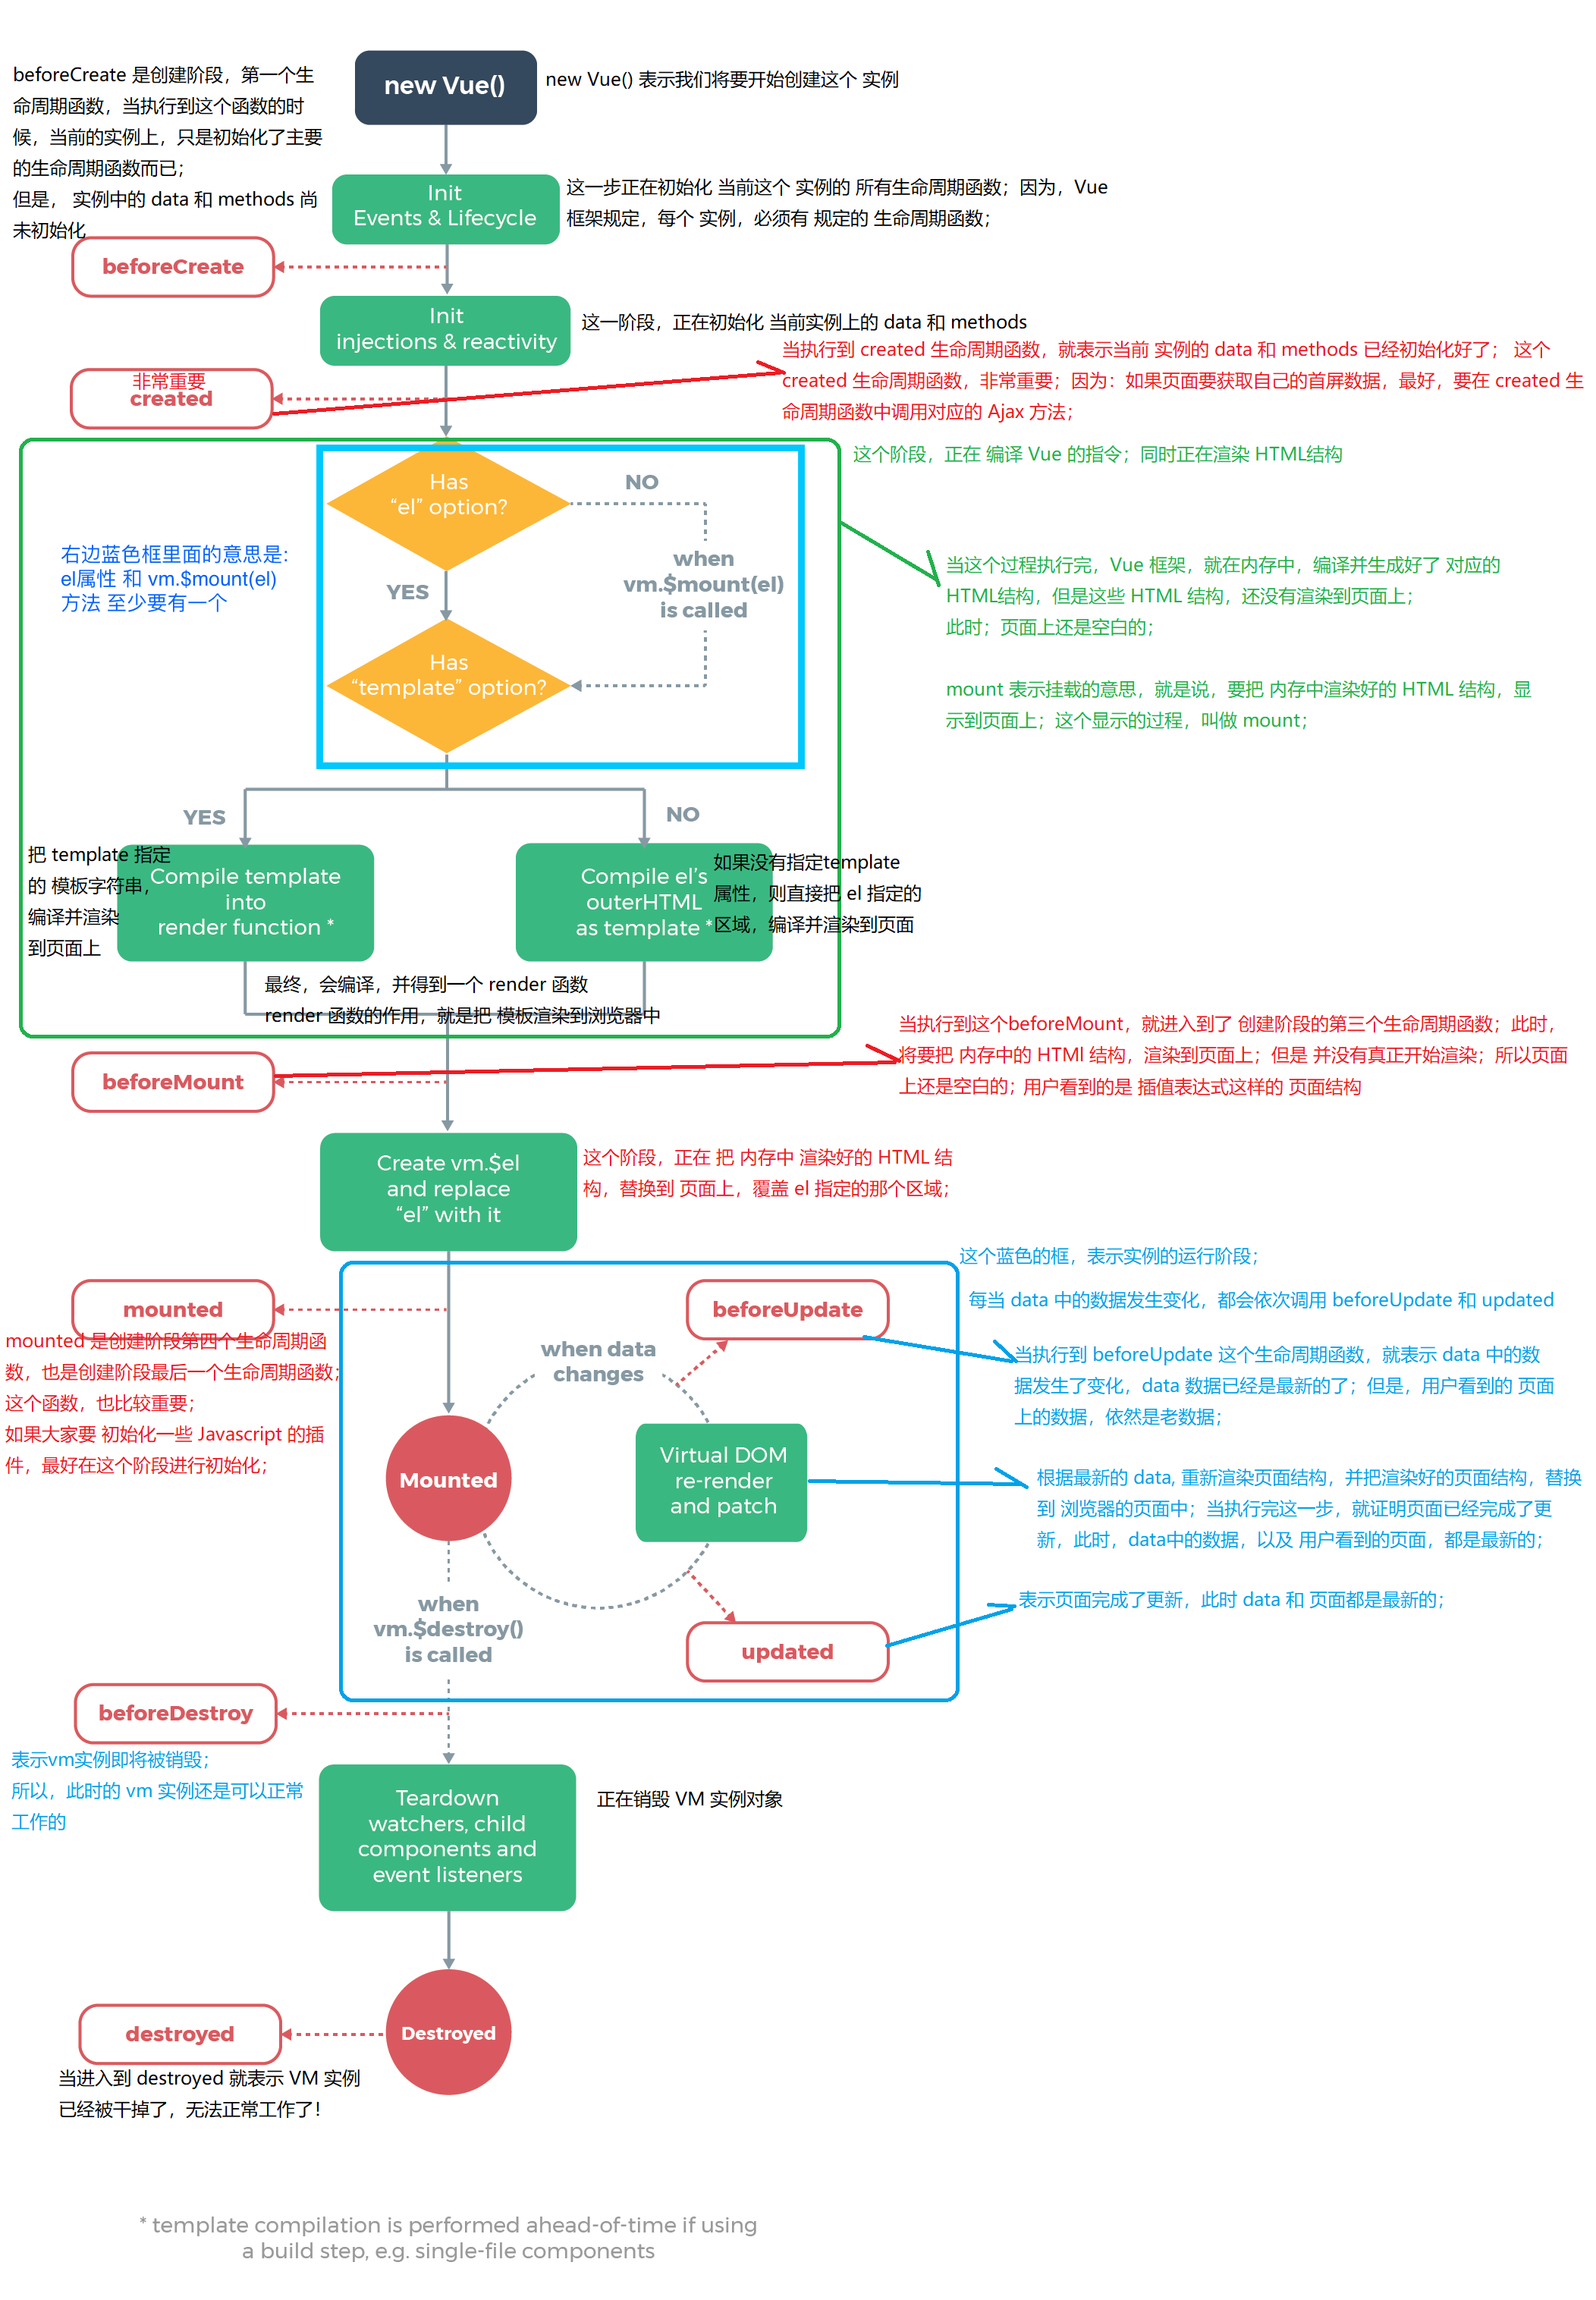 beforeCreate 是创建阶段，第一个生
命周期函数，当执行到这个函数的时
候，当前的实例上，只是初始化了主要
的生命周期函数而已；
但是， 实例中的 data 和 methods 尚
未初始化
new Vue()
new Vue() 表示我们将要开始创建这个 实例
Init
Events & Lifecycle
这一步正在初始化 当前这个 实例的 所有生命周期函数；因为，Vue
框架规定，每个 实例，必须有 规定的 生命周期函数；
beforeCreate
Init
injections & reactivity
这一阶段，正在初始化 当前实例上的 data 和 methods
当执行到 created 生命周期函数，就表示当前 实例的 data 和 methods 已经初始化好了； 这个
created 生命周期函数，非常重要；因为：如果页面要获取自己的首屏数据，最好，要在 created 生
命周期函数中调用对应的 Ajax 方法；
非常重要
created
这个阶段，正在 编译 Vue 的指令；同时正在渲染 HTML结构
Has
“el” option?
NO
when
vm.$mount(el)
is called
YES
右边蓝色框里面的意思是:
el属性 和 vm.$mount(el)
方法 至少要有一个
当这个过程执行完，Vue 框架，就在内存中，编译并生成好了 对应的
HTML结构，但是这些 HTML 结构，还没有渲染到页面上；
此时；页面上还是空白的；
mount 表示挂载的意思，就是说，要把 内存中渲染好的 HTML 结构，显
示到页面上；这个显示的过程，叫做 mount；
Has
“template” option?
YES
NO
把 template 指定
的 模板字符串，
编译并渲染
到页面上
Compile template
into
render function *
Compile el’s
outerHTML
as template *
如果没有指定template
属性，则直接把 el 指定的
区域，编译并渲染到页面
最终，会编译，并得到一个 render 函数
render 函数的作用，就是把 模板渲染到浏览器中
当执行到这个beforeMount，就进入到了 创建阶段的第三个生命周期函数；此时，
将要把 内存中的 HTMl 结构，渲染到页面上；但是 并没有真正开始渲染；所以页面
上还是空白的；用户看到的是 插值表达式这样的 页面结构
beforeMount
Create vm.$el
and replace
“el” with it
这个阶段，正在 把 内存中 渲染好的 HTML 结
构，替换到 页面上，覆盖 el 指定的那个区域；
这个蓝色的框，表示实例的运行阶段；
每当 data 中的数据发生变化，都会依次调用 beforeUpdate 和 updated
mounted
mounted 是创建阶段第四个生命周期函
数，也是创建阶段最后一个生命周期函数；
这个函数，也比较重要；
如果大家要 初始化一些 Javascript 的插
件，最好在这个阶段进行初始化；
beforeUpdate
when data
changes
当执行到 beforeUpdate 这个生命周期函数，就表示 data 中的数
据发生了变化，data 数据已经是最新的了；但是，用户看到的 页面
上的数据，依然是老数据；
Mounted
Virtual DOM
re-render
and patch
根据最新的 data, 重新渲染页面结构，并把渲染好的页面结构，替换
到 浏览器的页面中；当执行完这一步，就证明页面已经完成了更
新，此时，data中的数据，以及 用户看到的页面，都是最新的；
when
vm.$destroy()
is called
表示页面完成了更新，此时 data 和 页面都是最新的；
updated
beforeDestroy
表示vm实例即将被销毁；
所以，此时的 vm 实例还是可以正常
工作的
Teardown
watchers, child
components and
event listeners
正在销毁 VM 实例对象
destroyed
Destroyed
当进入到 destroyed 就表示 VM 实例
已经被干掉了，无法正常工作了！
* template compilation is performed ahead-of-time if using
a build step, e.g. single-file components